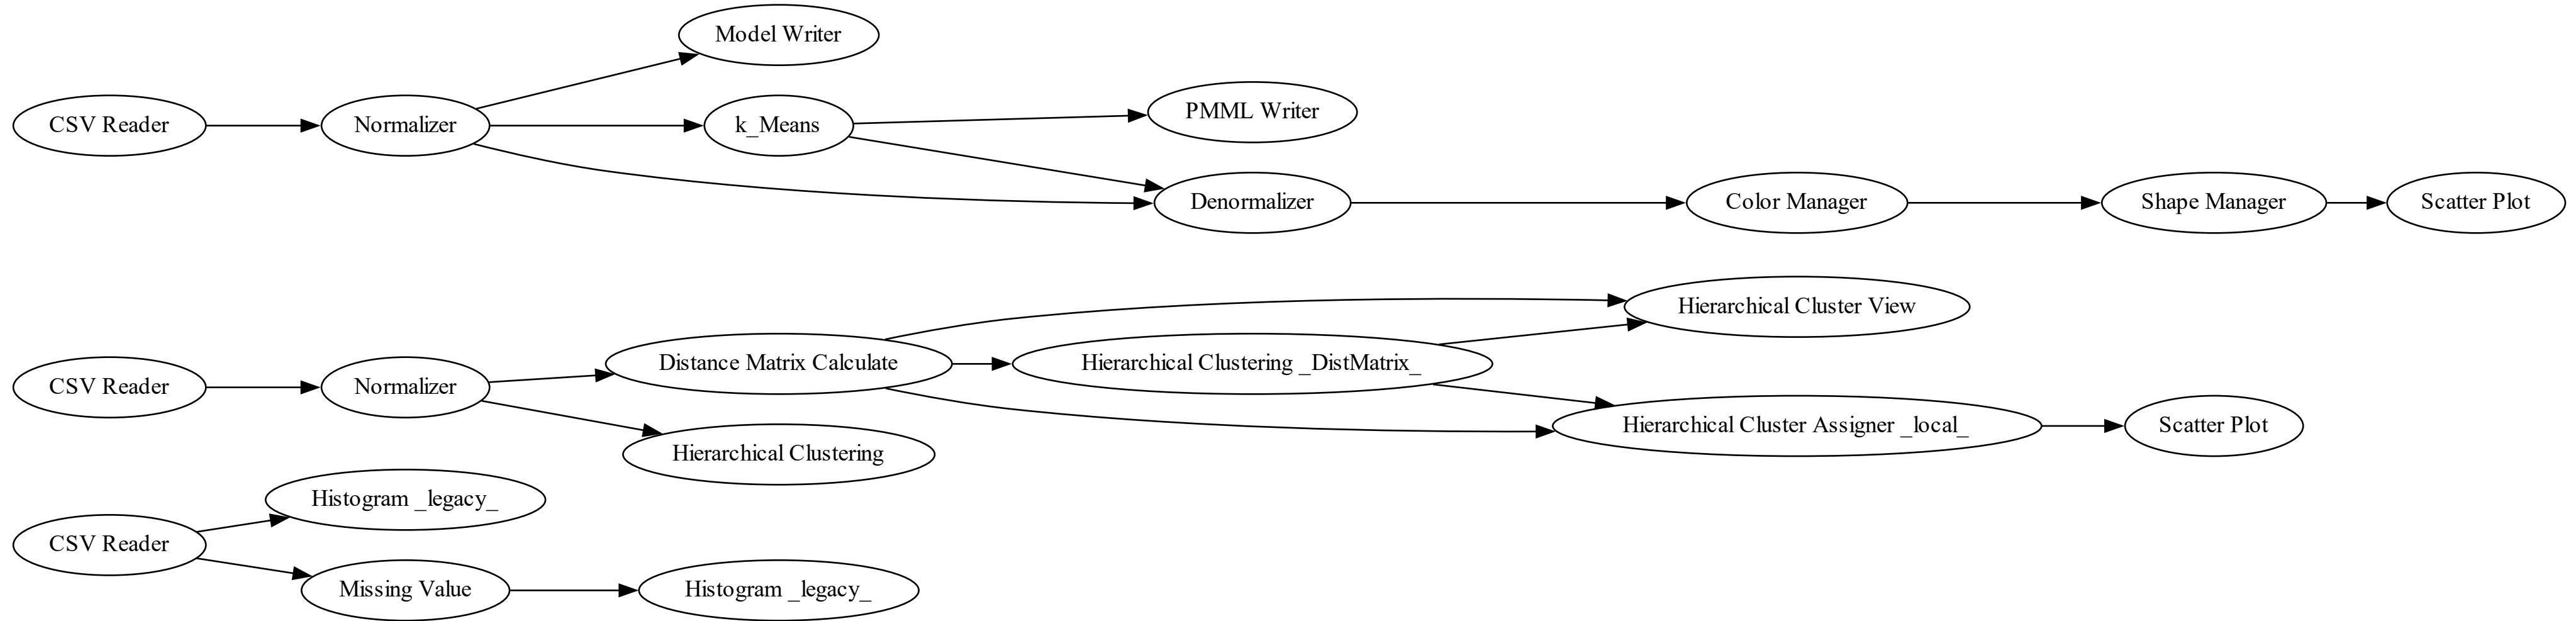 Model Writer
CSV Reader
Normalizer
k_Means
PMML Writer
Denormalizer
Color Manager
Shape Manager
Scatter Plot
CSV Reader
Normalizer
Distance Matrix Calculate
Hierarchical Clustering _DistMatrix_
Hierarchical Cluster View
Hierarchical Cluster Assigner _local_
Scatter Plot
Hierarchical Clustering
CSV Reader
Histogram _legacy_
Missing Value
Histogram _legacy_